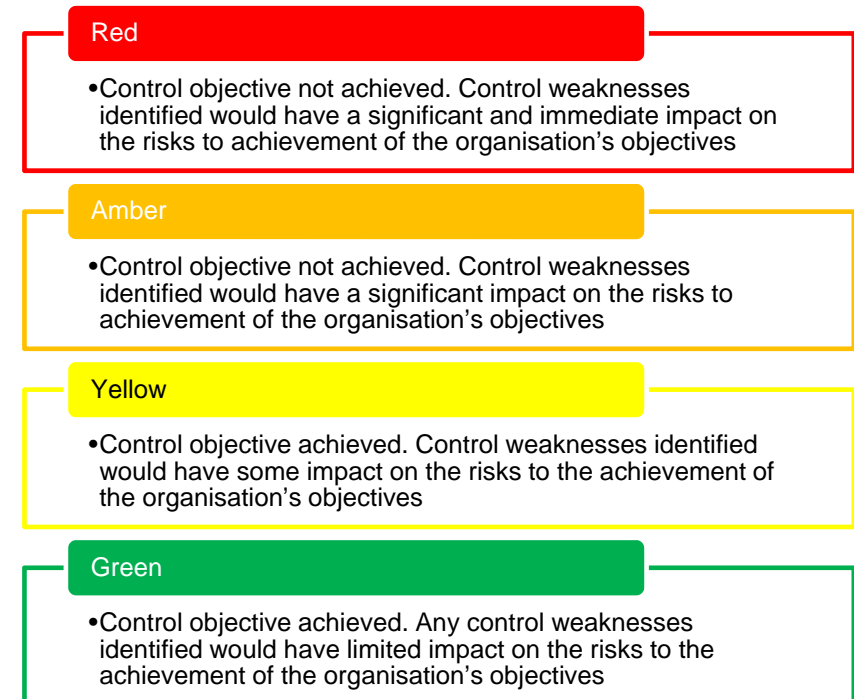 Red
•Control objective not achieved. Control weaknesses
identified would have a significant and immediate impact on
the risks to achievement of the organisation’s objectives
Amber
•Control objective not achieved. Control weaknesses
identified would have a significant impact on the risks to
achievement of the organisation’s objectives
Yellow
•Control objective achieved. Control weaknesses identified
would have some impact on the risks to the achievement of
the organisation’s objectives
Green
•Control objective achieved. Any control weaknesses
identified would have limited impact on the risks to the
achievement of the organisation’s objectives